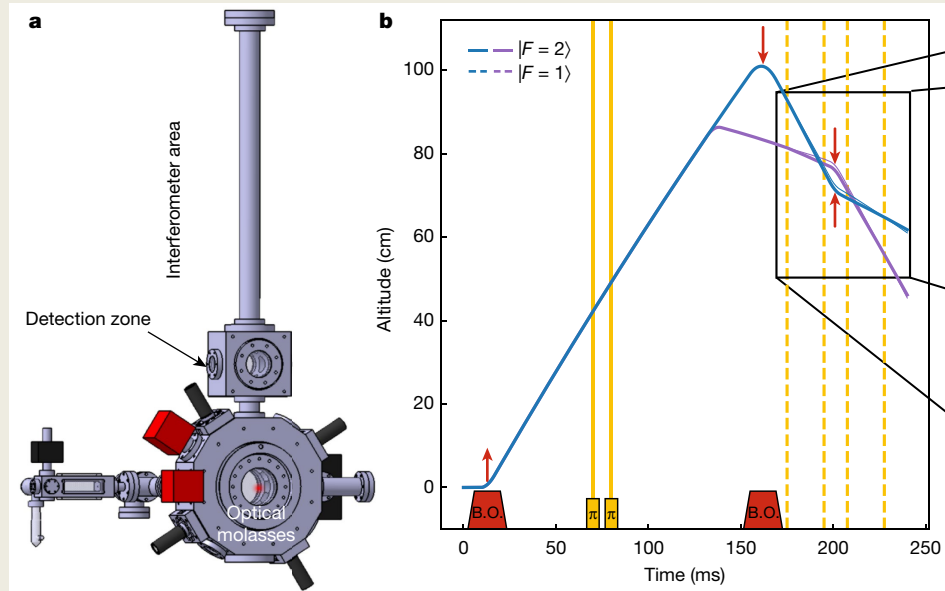 a
Interferometer area
Detection zone
Optical
molasses
b
|F = 2⟩
|F = 1⟩
Altitude (cm)
100
80
60
40
20
0
B.O.
π
π
B.O.
0
50
100
150
200
250
Time (ms)